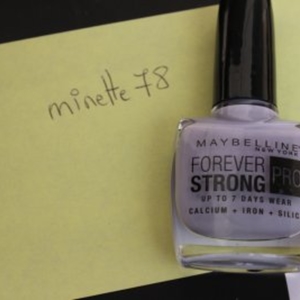 minette 78
MAYBELLINE
NEW YORK
FOREVER
STRONG PRO
UP TO 7 DAYS WEAR
CALCIUM + IRON + SILIC